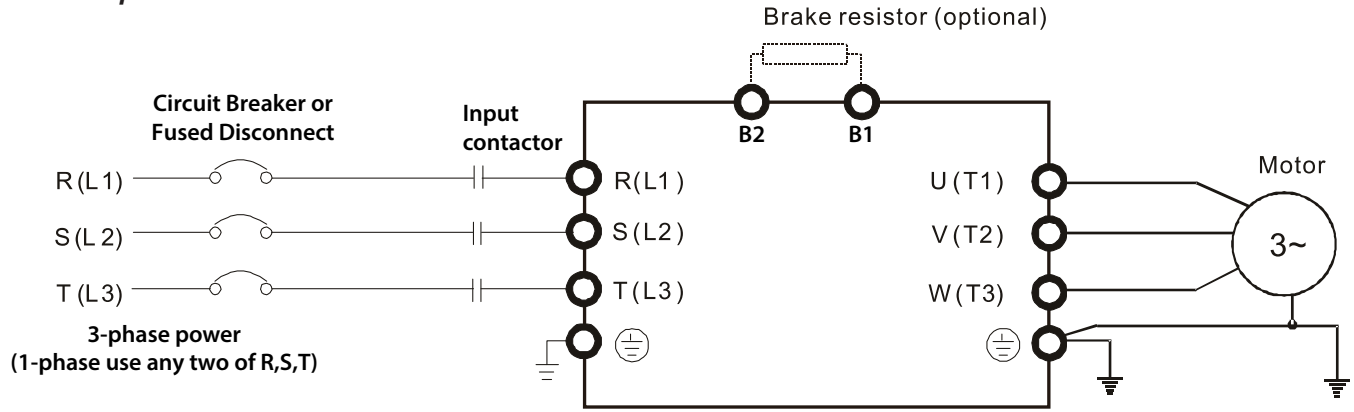 Brake resistor (optional)
Circuit Breaker or
Fused Disconnect
Input
contactor
B2 B1
Motor
R(L1) R(L1) U(T1)
S(L2) S(L2) V(T2)
3~
T(L3) T(L3) W(T3)
3-phase power
(1-phase use any two of R,S,T)